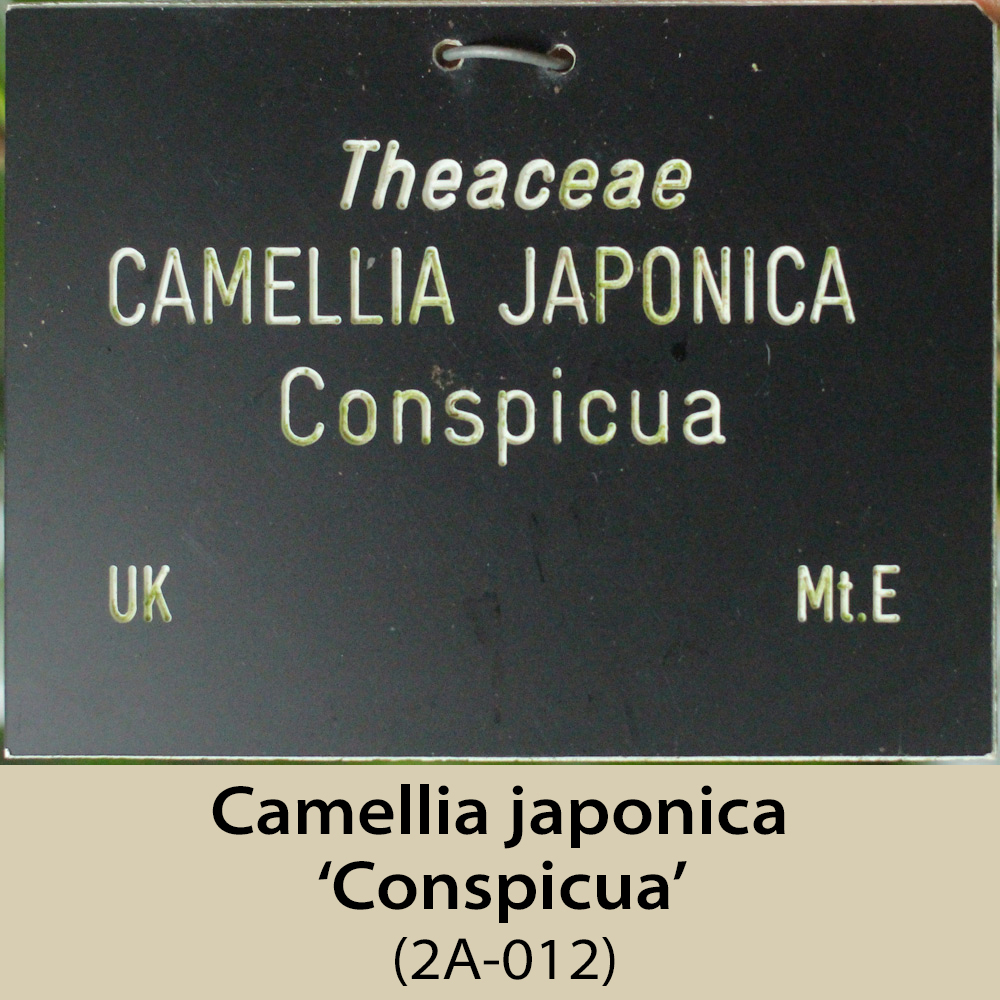 Theaceae
CAMELLIA JAPONICA
Conspicua
UK Mt.E
Camellia japonica
‘Conspicua’
(2A-012)